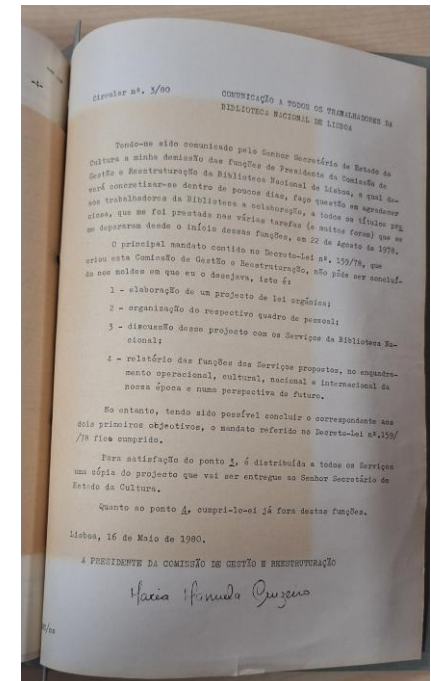 Circular nº. 3/80
COMUNICAÇÃO A TODOS OS TRABALHADORES DA
BIBLIOTECA NACIONAL DE LISBOA
Tendo-me sido comunicado pelo Senhor Secretário de Estado da
Cultura a minha demissão das funções de Presidente da Comissão de
Gestão e Reestruturação da Biblioteca Nacional de Lisboa, a qual de-
verá concretizar-se dentro de poucos dias, faço questão em agradecer
aos trabalhadores da Biblioteca a colaboração, a todos os títulos pre
ciosa, que me foi prestada nas várias tarefas (e muitas foram) que se
me depararam desde o início dessas funções, em 22 de Agosto de 1978.
O principal mandato contido no Decreto-Lei nº. 159/78, que
criou esta Comissão de Gestão e Reestruturação, não pôde ser concluí-
do nos moldes em que eu o desejava, isto é:
1 - elaboração de um projecto de lei orgânica;
2 - organização do respectivo quadro de pessoal;
3 - discussão desse projecto com os Serviços da Biblioteca Na-
cional;
4 - relatório das funções dos Serviços propostos, no enquadra-
mento operacional, cultural, nacional e internacional da
nossa época e numa perspectiva de futuro.
No entanto, tendo sido possível concluir o correspondente aos
dois primeiros objectivos, o mandato referido no Decreto-Lei nº.159/
/78 fica cumprido.
Para satisfação do ponto 3, é distribuída a todos os Serviços
uma cópia do projecto que vai ser entregue ao Senhor Secretário de
Estado da Cultura.
Quanto ao ponto 4, cumpri-lo-ei já fora destas funções.
Lisboa, 16 de Maio de 1980.
A PRESIDENTE DA COMISSÃO DE GESTÃO E REESTRUTURAÇÃO
Maria Manuela Cruzeiro